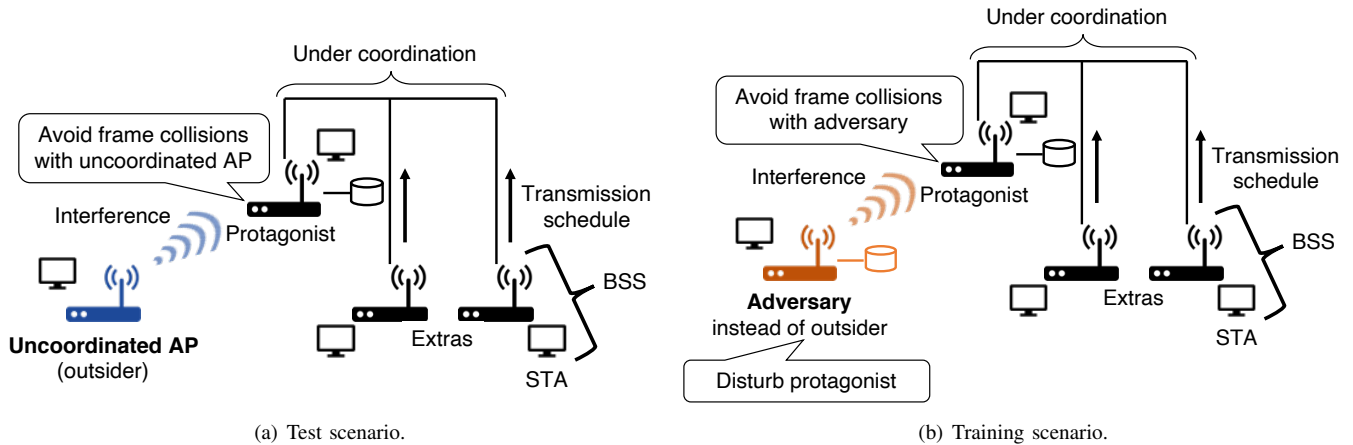 Under coordination
Avoid frame collisions
with uncoordinated AP
Interference
Protagonist
Transmission
schedule
BSS
Extras
Uncoordinated AP
(outsider)
STA
(a) Test scenario.
Under coordination
Avoid frame collisions
with adversary
Interference
Protagonist
Transmission
schedule
BSS
Adversary
instead of outsider
Extras
STA
Disturb protagonist
(b) Training scenario.